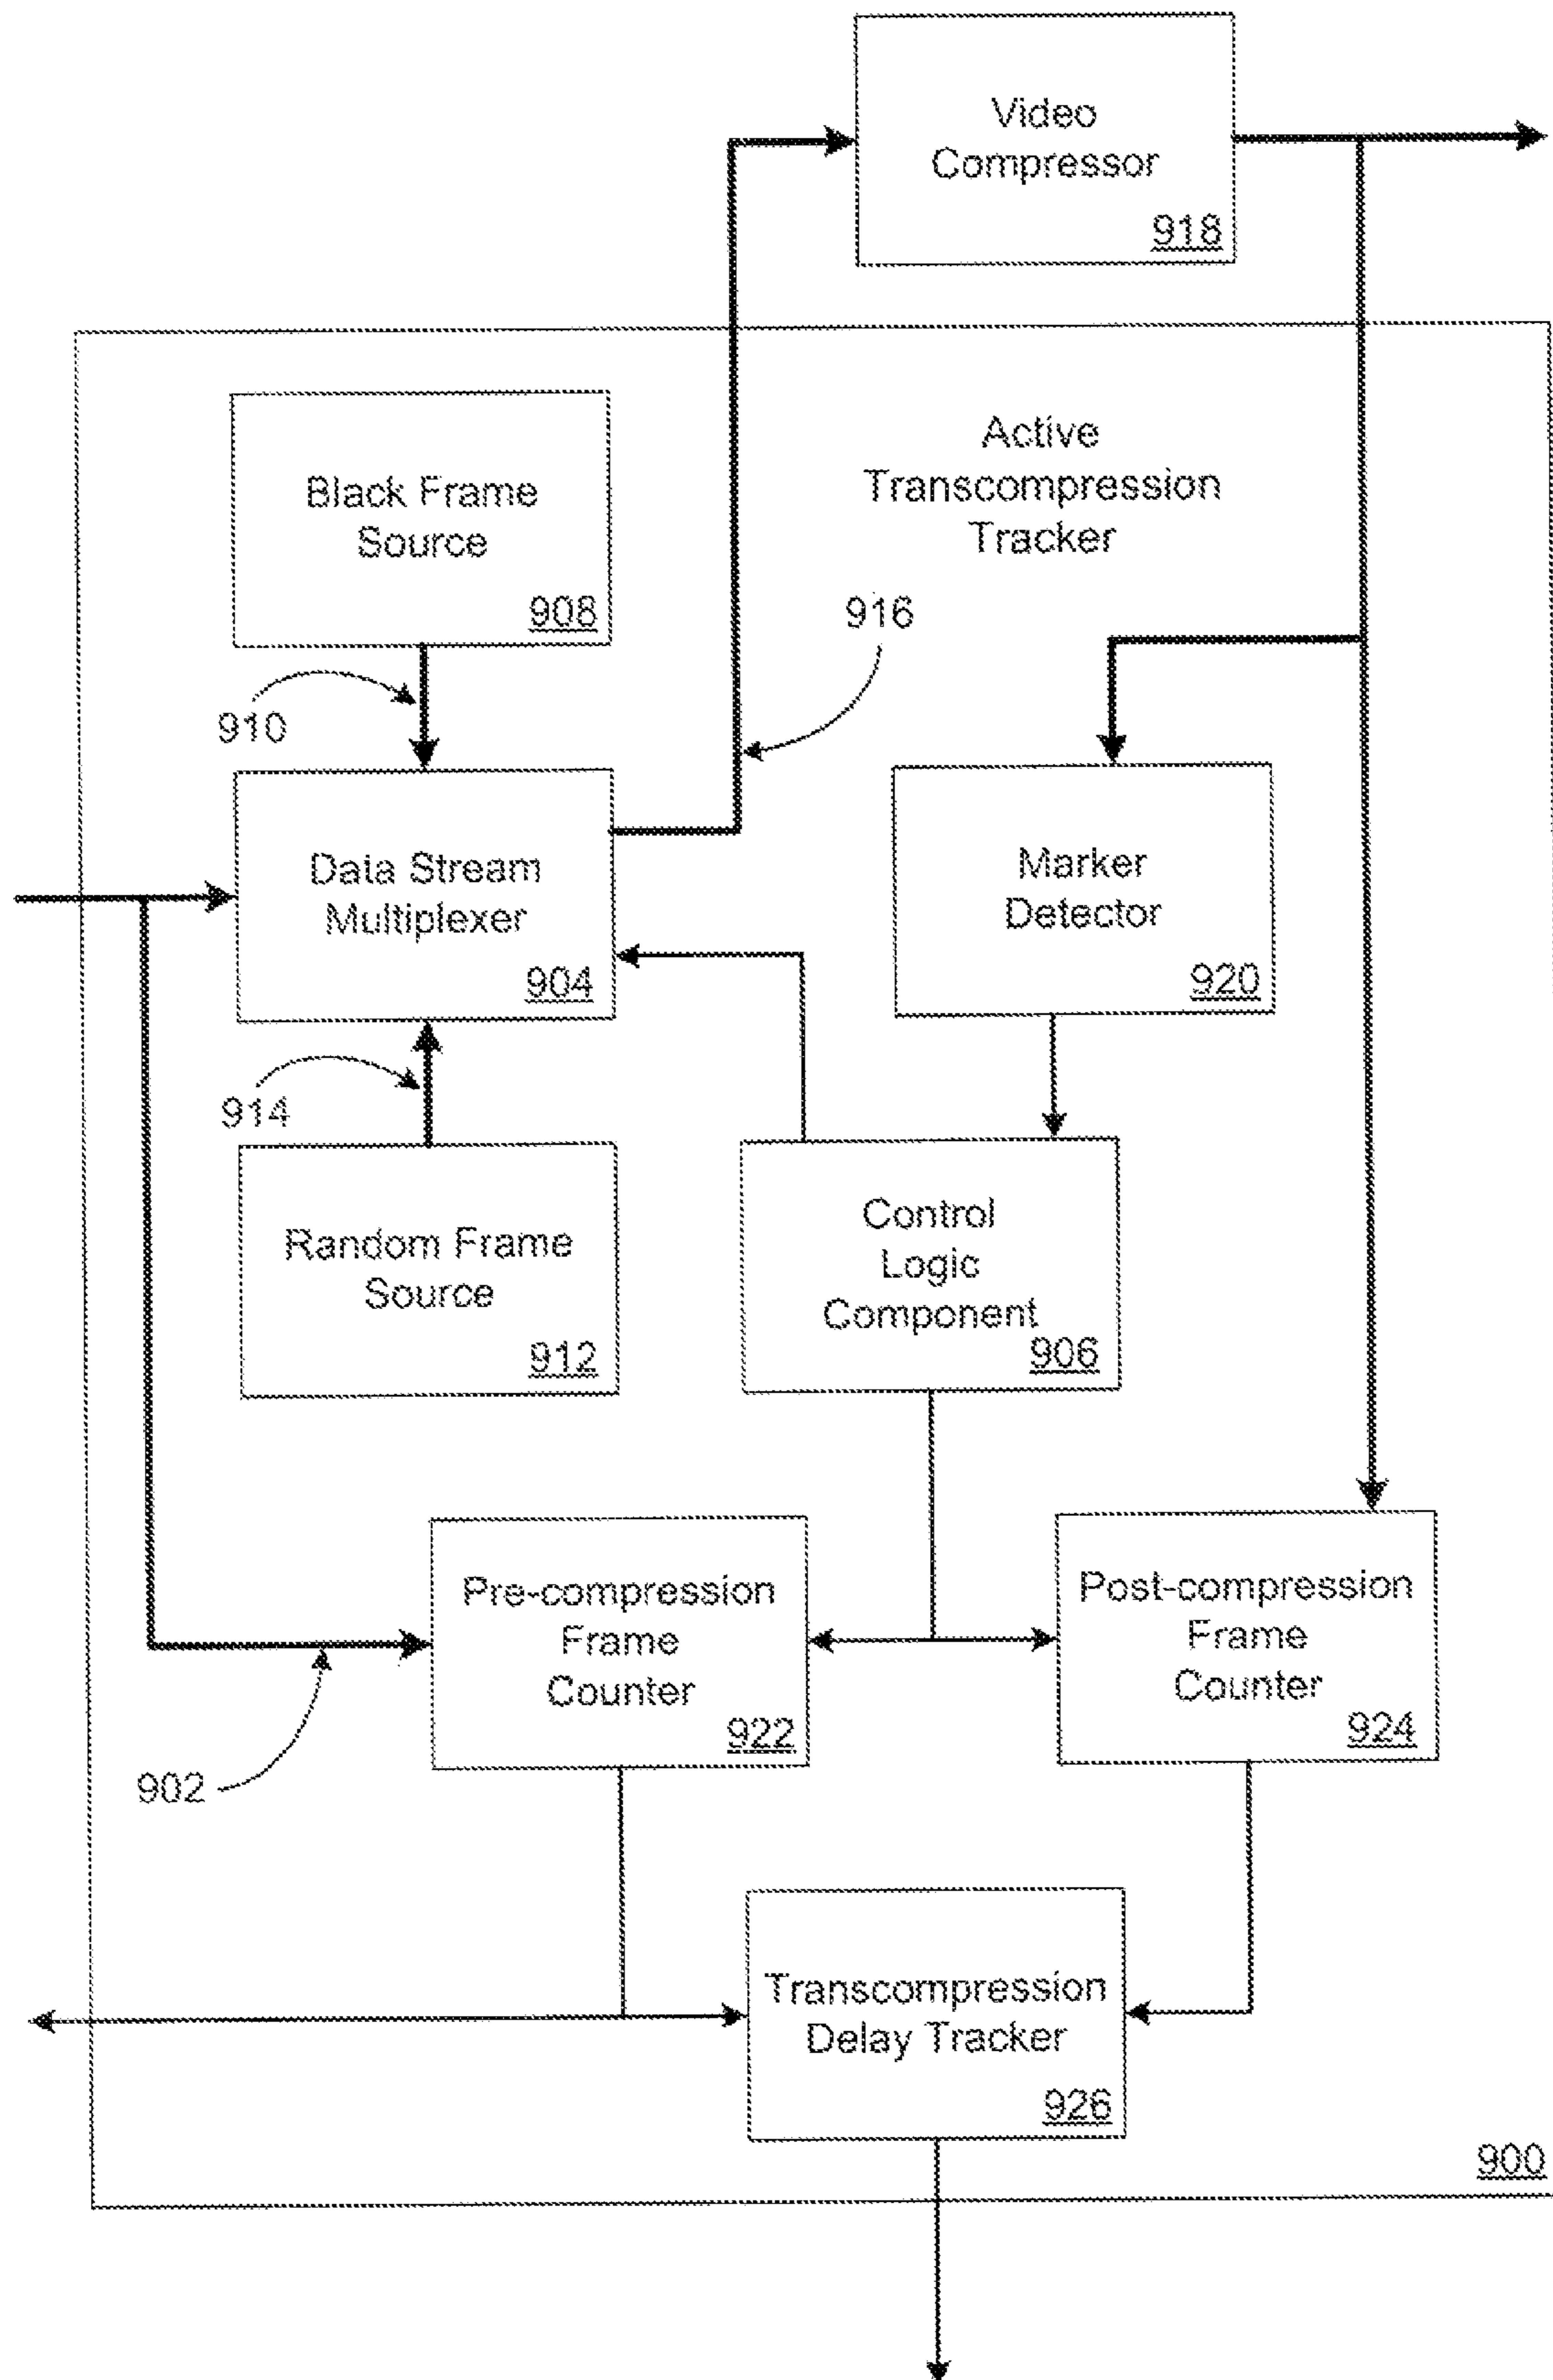 Video
Compressor
918
Active
Transcompression
Tracker
Black Frame
Source
908
916
910
Data Stream
Multiplexer
904
Marker
Detector
920
914
Random Frame
Source
912
Control
Logic
Component
906
Pre-compression
Frame
Counter
922
Post-compression
Frame
Counter
924
902
Transcompression
Delay Tracker
926
900